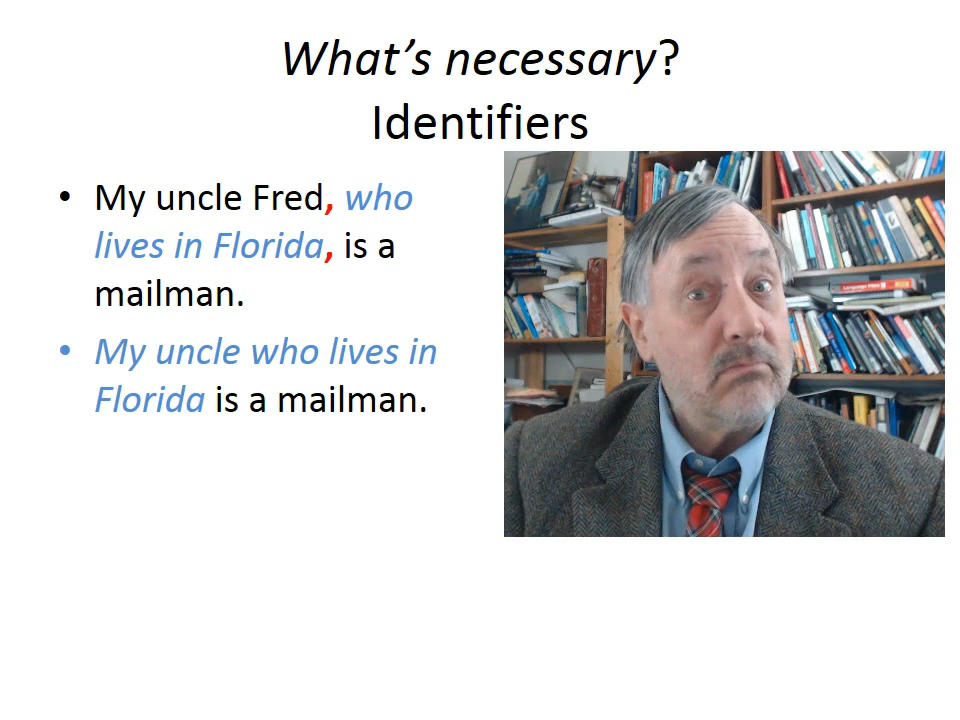 What’s necessary?
Identifiers
• My uncle Fred, who
lives in Florida, is a
mailman.
• My uncle who lives in
Florida is a mailman.